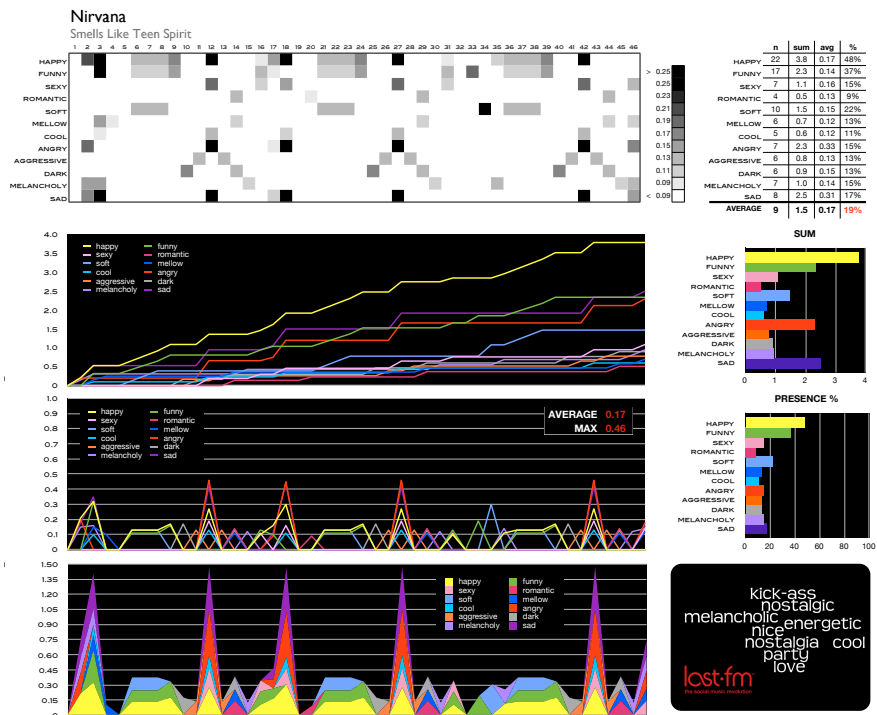 Nirvana
Smells Like Teen Spirit
1 2 3 4 5 6 7 8 9 10 11 12 13 14 15 16 17 18 19 20 21 22 23 24 25 26 27 28 29 30 31 32 33 34 35 36 37 38 39 40 41 42 43 44 45 46
HAPPY
FUNNY
SEXY
ROMANTIC
SOFT
MELLOW
COOL
ANGRY
AGGRESSIVE
DARK
MELANCHOLY
SAD
> 0.25
0.25
0.23
0.21
0.19
0.17
0.15
0.13
0.11
0.09
< 0.09
n sum avg %
HAPPY 22 3.8 0.17 48%
FUNNY 17 2.3 0.14 37%
SEXY 7 1.1 0.16 15%
ROMANTIC 4 0.5 0.13 9%
SOFT 10 1.5 0.15 22%
MELLOW 6 0.7 0.12 13%
COOL 5 0.6 0.12 11%
ANGRY 7 2.3 0.33 15%
AGGRESSIVE 6 0.8 0.13 13%
DARK 6 0.9 0.15 13%
MELANCHOLY 7 1.0 0.14 15%
SAD 8 2.5 0.31 17%
AVERAGE 9 1.5 0.17 19%
4.0
3.5
3.0
2.5
2.0
1.5
1.0
0.5
0
happy funny
sexy romantic
soft mellow
cool angry
aggressive dark
melancholy sad
SUM
HAPPY
FUNNY
SEXY
ROMANTIC
SOFT
MELLOW
COOL
ANGRY
AGGRESSIVE
DARK
MELANCHOLY
SAD
0 1 2 3 4
1.0
0.9
0.8
0.7
0.6
0.5
0.4
0.3
0.2
0.1
0
happy funny
sexy romantic
soft mellow
cool angry
aggressive dark
melancholy sad
AVERAGE 0.17
MAX 0.46
PRESENCE %
HAPPY
FUNNY
SEXY
ROMANTIC
SOFT
MELLOW
COOL
ANGRY
AGGRESSIVE
DARK
MELANCHOLY
SAD
0 20 40 60 80 100
1.50
1.35
1.20
1.05
0.90
0.75
0.60
0.45
0.30
0.15
0
happy funny
sexy romantic
soft mellow
cool angry
aggressive dark
melancholy sad
kick-ass
nostalgic
melancholic
energetic
nice
nostalgia cool
party
love
last.fm
the social music revolution